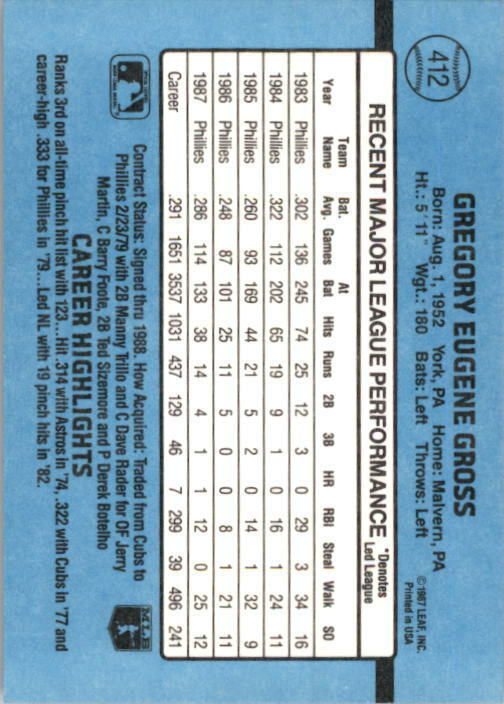 412
GREGORY EUGENE GROSS
Born: Aug. 1, 1952 York, PA Home: Malvern, PA
Ht.: 5' 11" Wgt.: 180 Bats: Left Throws: Left
©1987 LEAF, INC.
Printed in USA
RECENT MAJOR LEAGUE PERFORMANCE *Denotes Led League
Year Team Name Bat. Avg. Games At Bat Hits Runs 2B 3B HR RBI Steal Walk SO
1983 Phillies .302 136 245 74 25 12 3 0 29 3 34 16
1984 Phillies .322 112 202 65 19 9 1 0 16 1 24 11
1985 Phillies .260 93 169 44 21 5 2 0 14 1 32 9
1986 Phillies .248 87 101 25 11 5 0 0 8 1 21 11
1987 Phillies .286 114 133 38 14 4 1 1 12 0 25 12
Career .291 1651 3537 1031 437 129 46 7 299 39 496 241
Contract Status: Signed thru 1988. How Acquired: Traded from Cubs to
Phillies 2/23/79 with 2B Manny Trillo and C Dave Rader for OF Jerry
Martin, C Barry Foote, 2B Ted Sizemore and P Derek Botelho
MLB
CAREER HIGHLIGHTS
Ranks 3rd on all-time pinch hit list with 123....Hit .314 with Astros in '74, .322 with Cubs in '77 and
career-high .333 for Phillies in '79...Led NL with 19 pinch hits in '82.